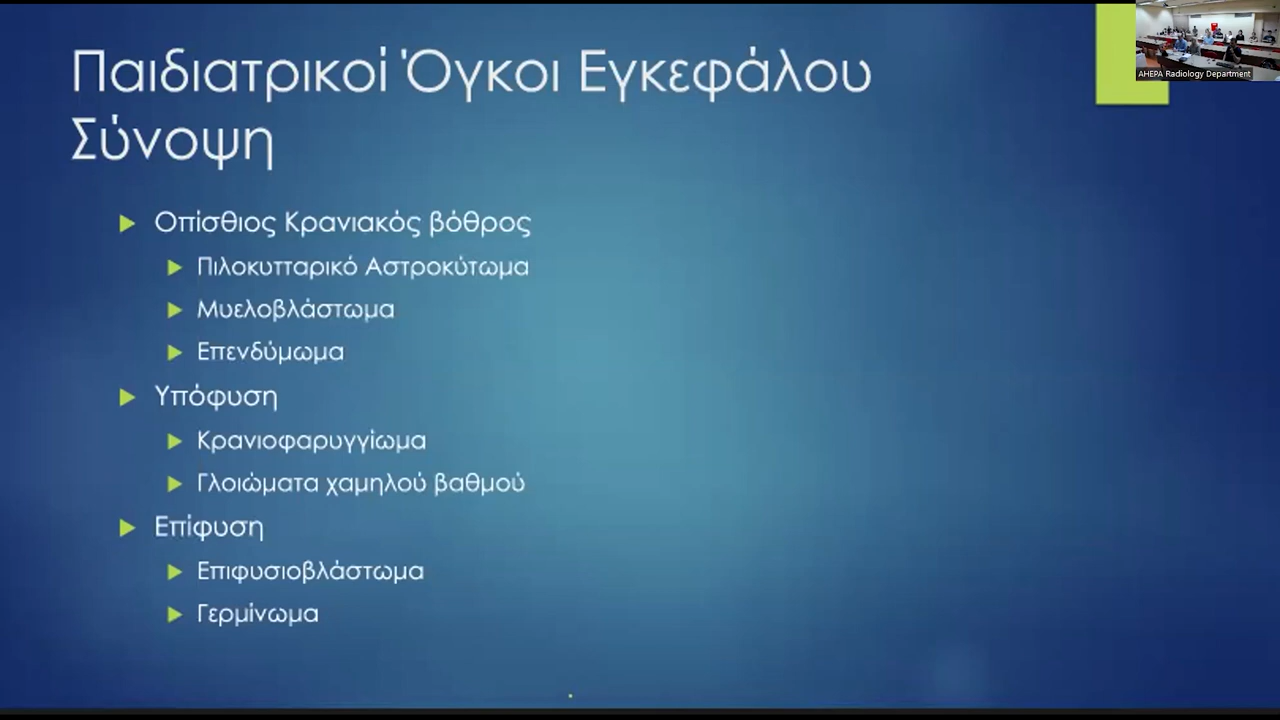 Παιδιατρικοί Όγκοι Εγκεφάλου
Σύνοψη
AHEPA Radiology Department
Οπίσθιος Κρανιακός βόθρος
Πιλοκυτταρικό Αστροκύτωμα
Μυελοβλάστωμα
Επενδύμωμα
Υπόφυση
Κρανιοφαρυγγίωμα
Γλοιώματα χαμηλού βαθμού
Επίφυση
Επιφυσιοβλάστωμα
Γερμίνωμα